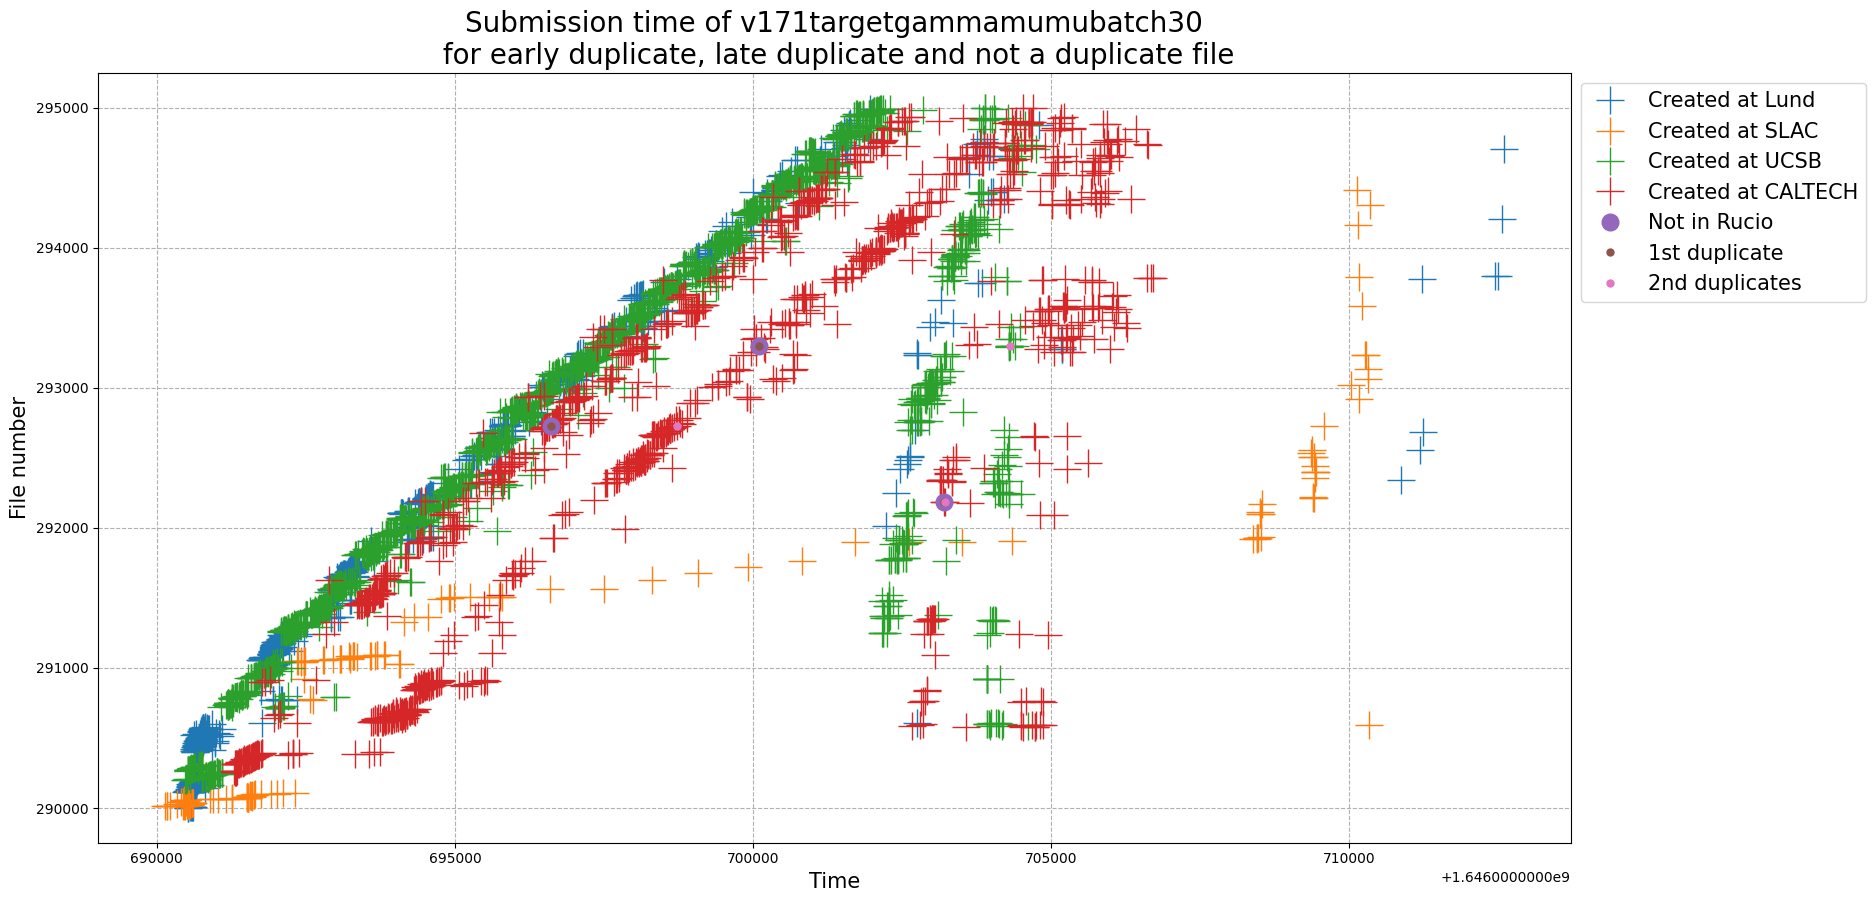 Submission time of v171targetgammamumubatch30
for early duplicate, late duplicate and not a duplicate file
File number
295000
294000
293000
292000
291000
290000
690000
695000
700000
705000
710000
+1.6460000000e9
Time
Created at Lund
Created at SLAC
Created at UCSB
Created at CALTECH
Not in Rucio
1st duplicate
2nd duplicates